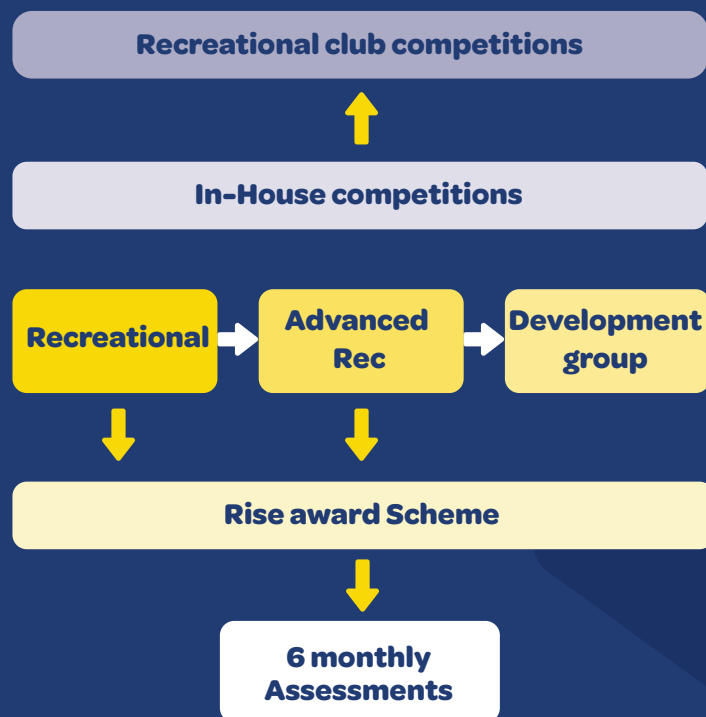 Recreational club competitions
In-House competitions
Recreational
Advanced
Rec
Development
group
Rise award Scheme
6 monthly
Assessments